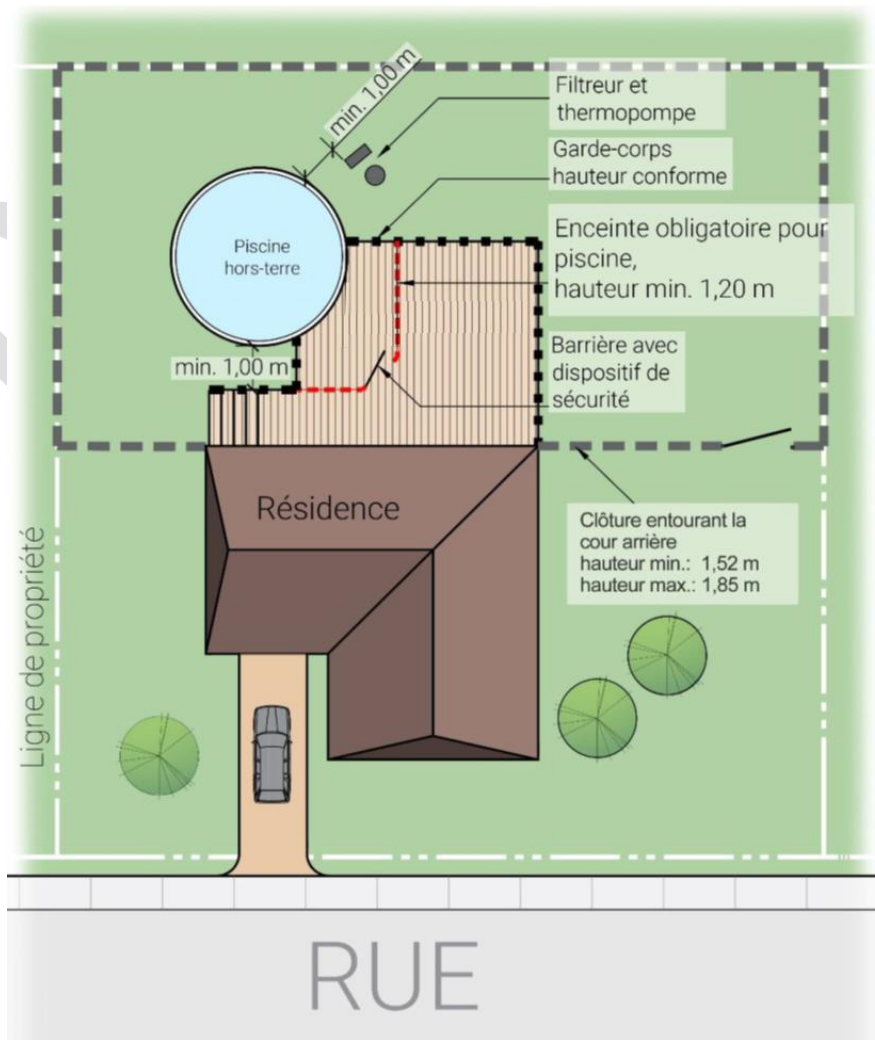 min. 1,00 m
Filtreur et
thermopompe
Garde-corps
hauteur conforme
Enceinte obligatoire pour
piscine,
hauteur min. 1,20 m
Piscine
hors-terre
min. 1,00 m
Barrière avec
dispositif de
sécurité
Résidence
Clôture entourant la
cour arrière
hauteur min.: 1,52 m
hauteur max.: 1,85 m
Ligne de propriété
RUE